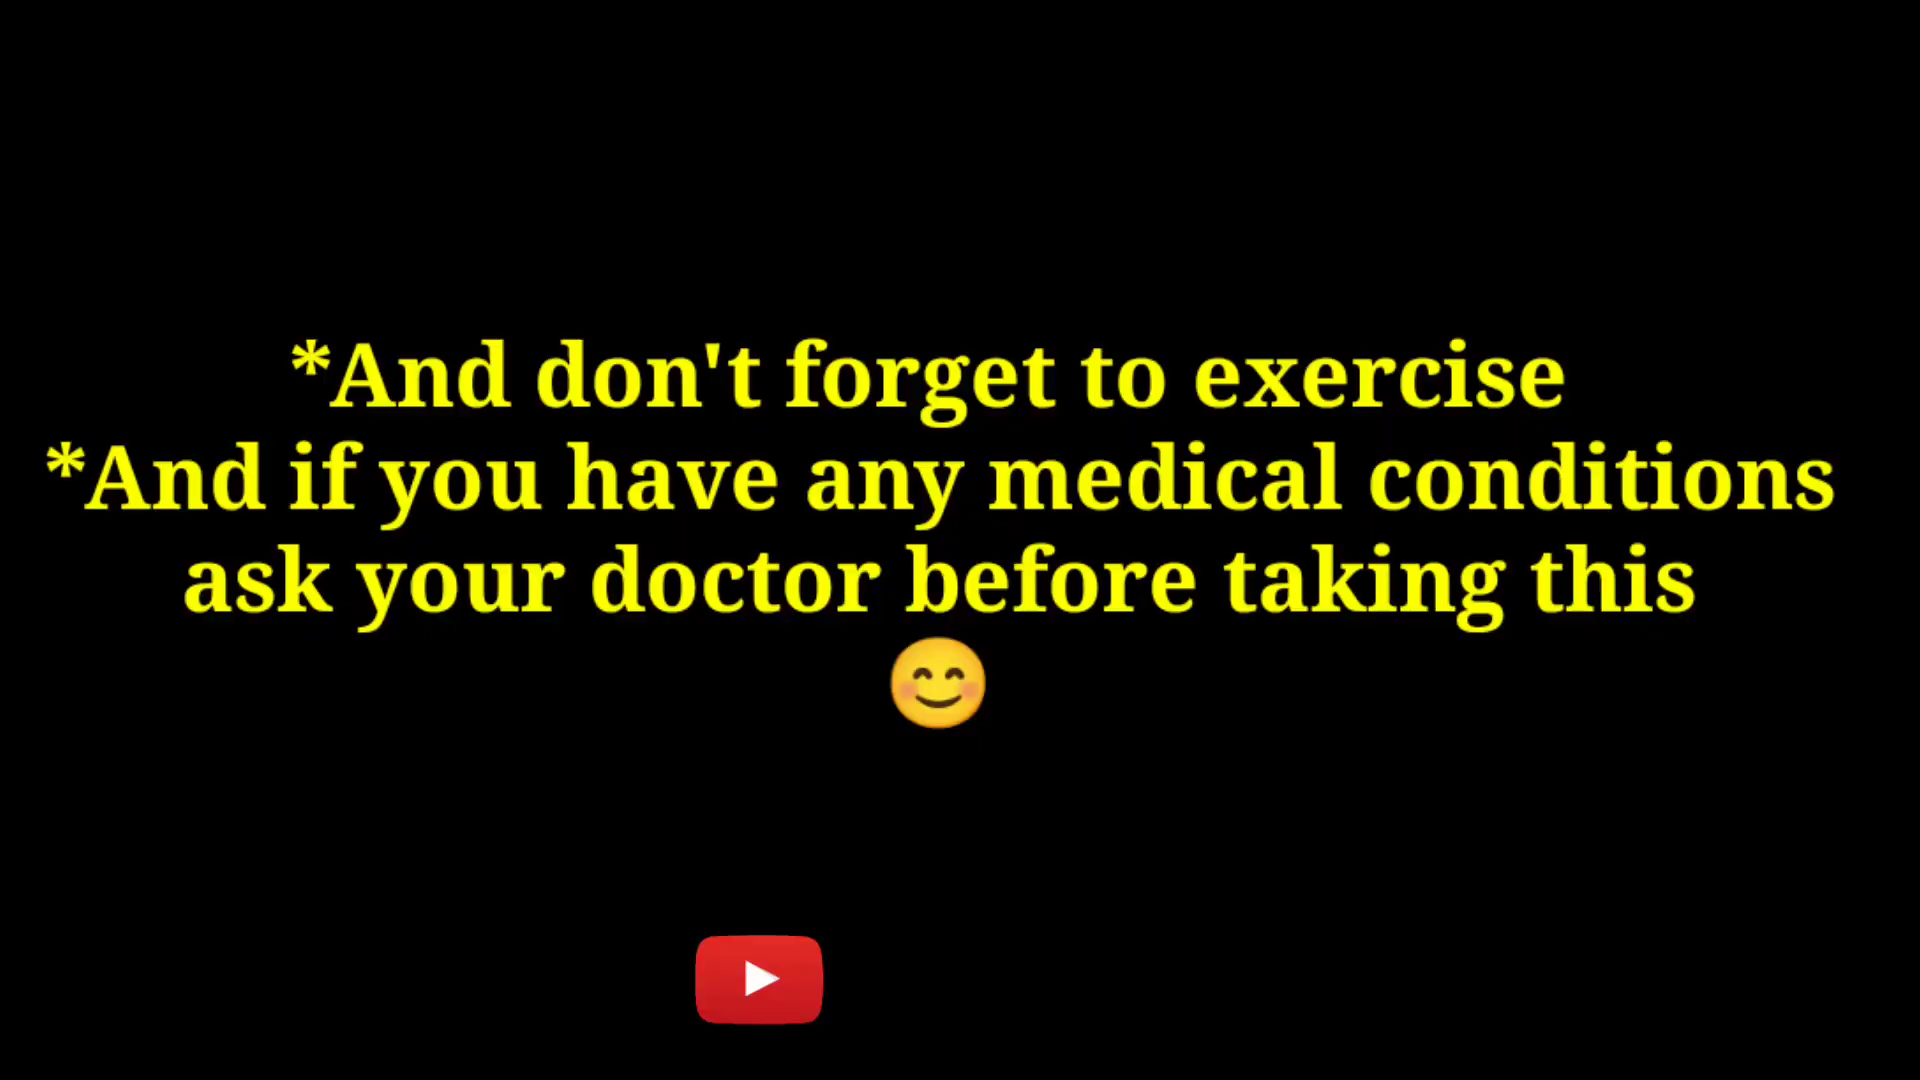 *And don't forget to exercise
*And if you have any medical conditions
ask your doctor before taking this
😊